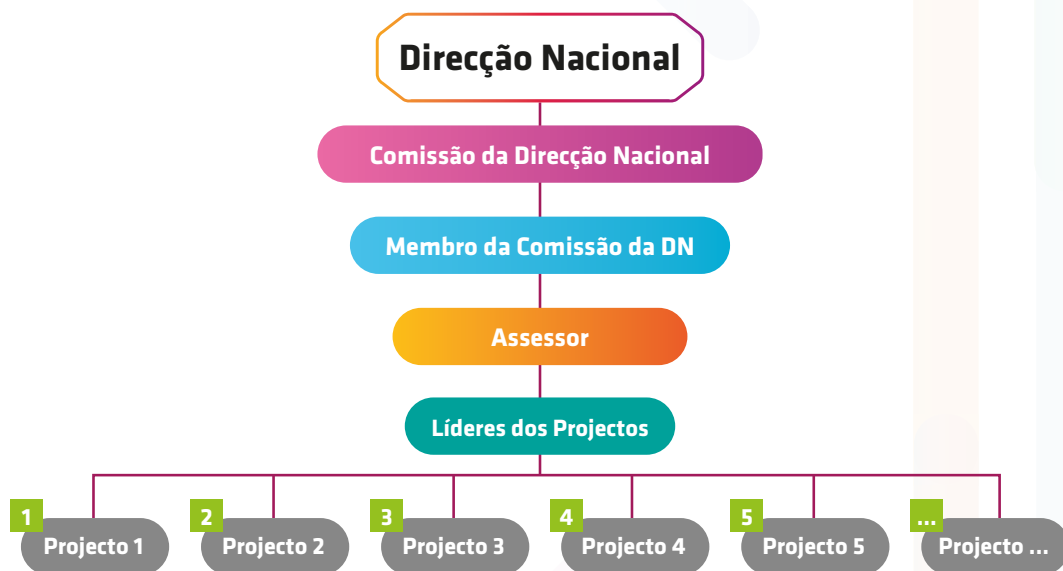 Direcção Nacional
Comissão da Direcção Nacional
Membro da Comissão da DN
Assessor
Líderes dos Projectos
1
Projecto 1
2
Projecto 2
3
Projecto 3
4
Projecto 4
5
Projecto 5
...
Projecto ...